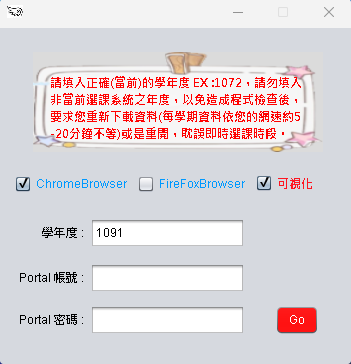 請填入正確(當前)的學年度 EX :1072，請勿填入
非當前選課系統之年度，以免造成程式檢查後，
要求您重新下載資料(每學期資料依您的網速約5
-20分鐘不等)或是重開，耽誤即時選課時段。
ChromeBrowser FireFoxBrowser 可視化
學年度 : 1091
Portal 帳號 :
Portal 密碼 : Go